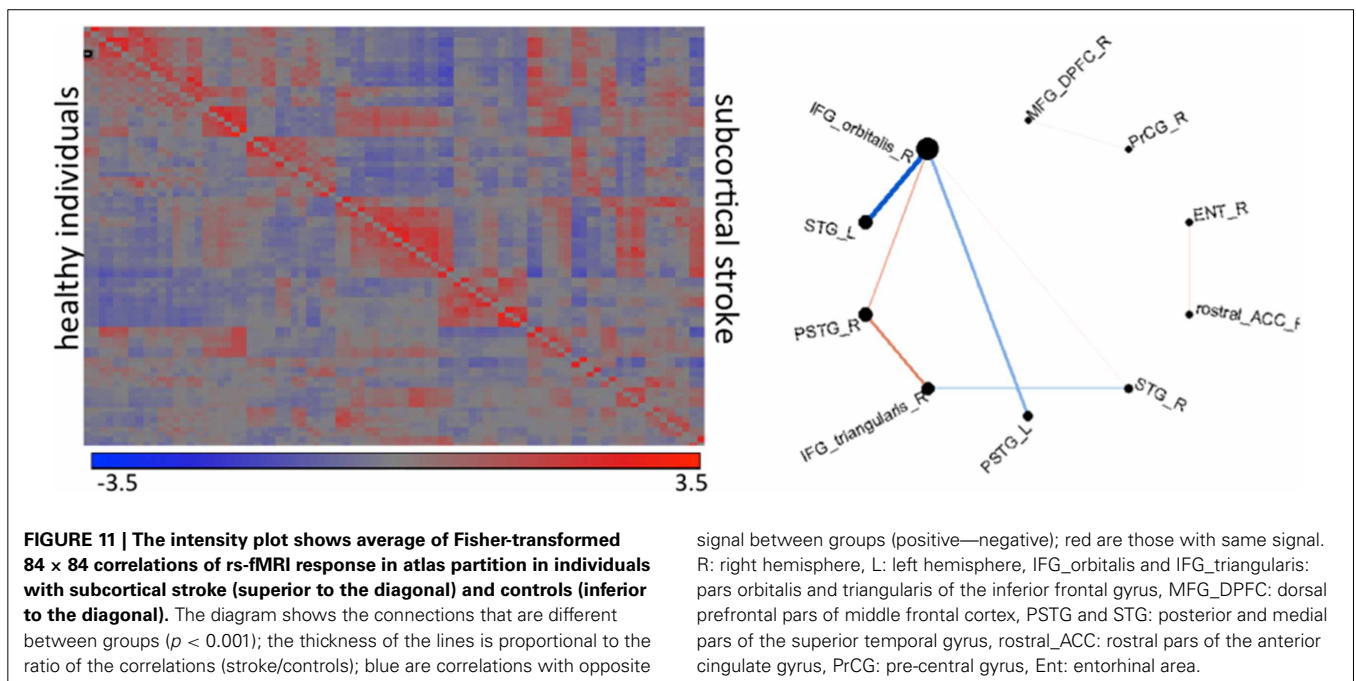 healthy individuals
subcortical stroke
-3.5
3.5
MFG_DPFC_R
PrCG_R
IFG_orbitalis_R
STG_L
ENT_R
rostral_ACC_F
PSTG_R
IFG_triangularis_R
PSTG_L
STG_R
FIGURE 11 | The intensity plot shows average of Fisher-transformed
84 × 84 correlations of rs-fMRI response in atlas partition in individuals
with subcortical stroke (superior to the diagonal) and controls (inferior
to the diagonal). The diagram shows the connections that are different
between groups (p < 0.001); the thickness of the lines is proportional to the
ratio of the correlations (stroke/controls); blue are correlations with opposite
signal between groups (positive—negative); red are those with same signal.
R: right hemisphere, L: left hemisphere, IFG_orbitalis and IFG_triangularis:
pars orbitalis and triangularis of the inferior frontal gyrus, MFG_DPFC: dorsal
prefrontal pars of middle frontal cortex, PSTG and STG: posterior and medial
pars of the superior temporal gyrus, rostral_ACC: rostral pars of the anterior
cingulate gyrus, PrCG: pre-central gyrus, Ent: entorhinal area.